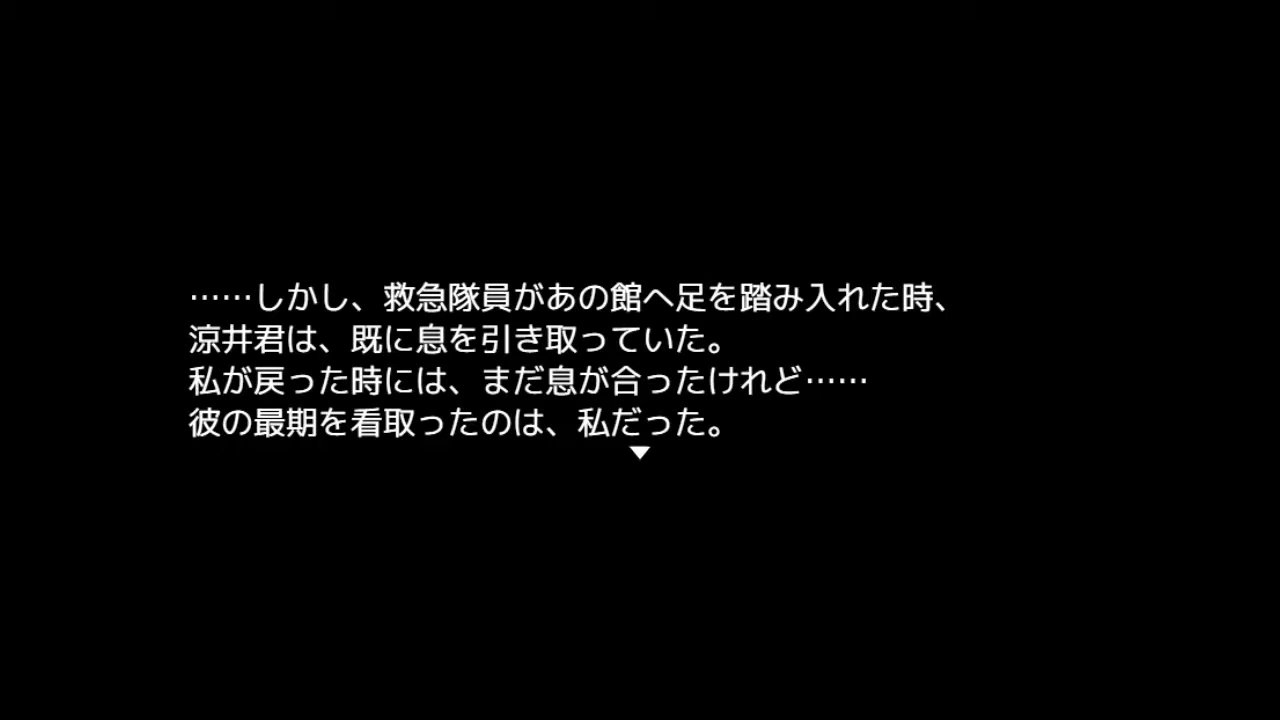 ……しかし、救急隊員があの館へ足を踏み入れた時、
涼井君は、既に息を引き取っていた。
私が戻った時には、まだ息が合ったけれど……
彼の最期を看取ったのは、私だった。